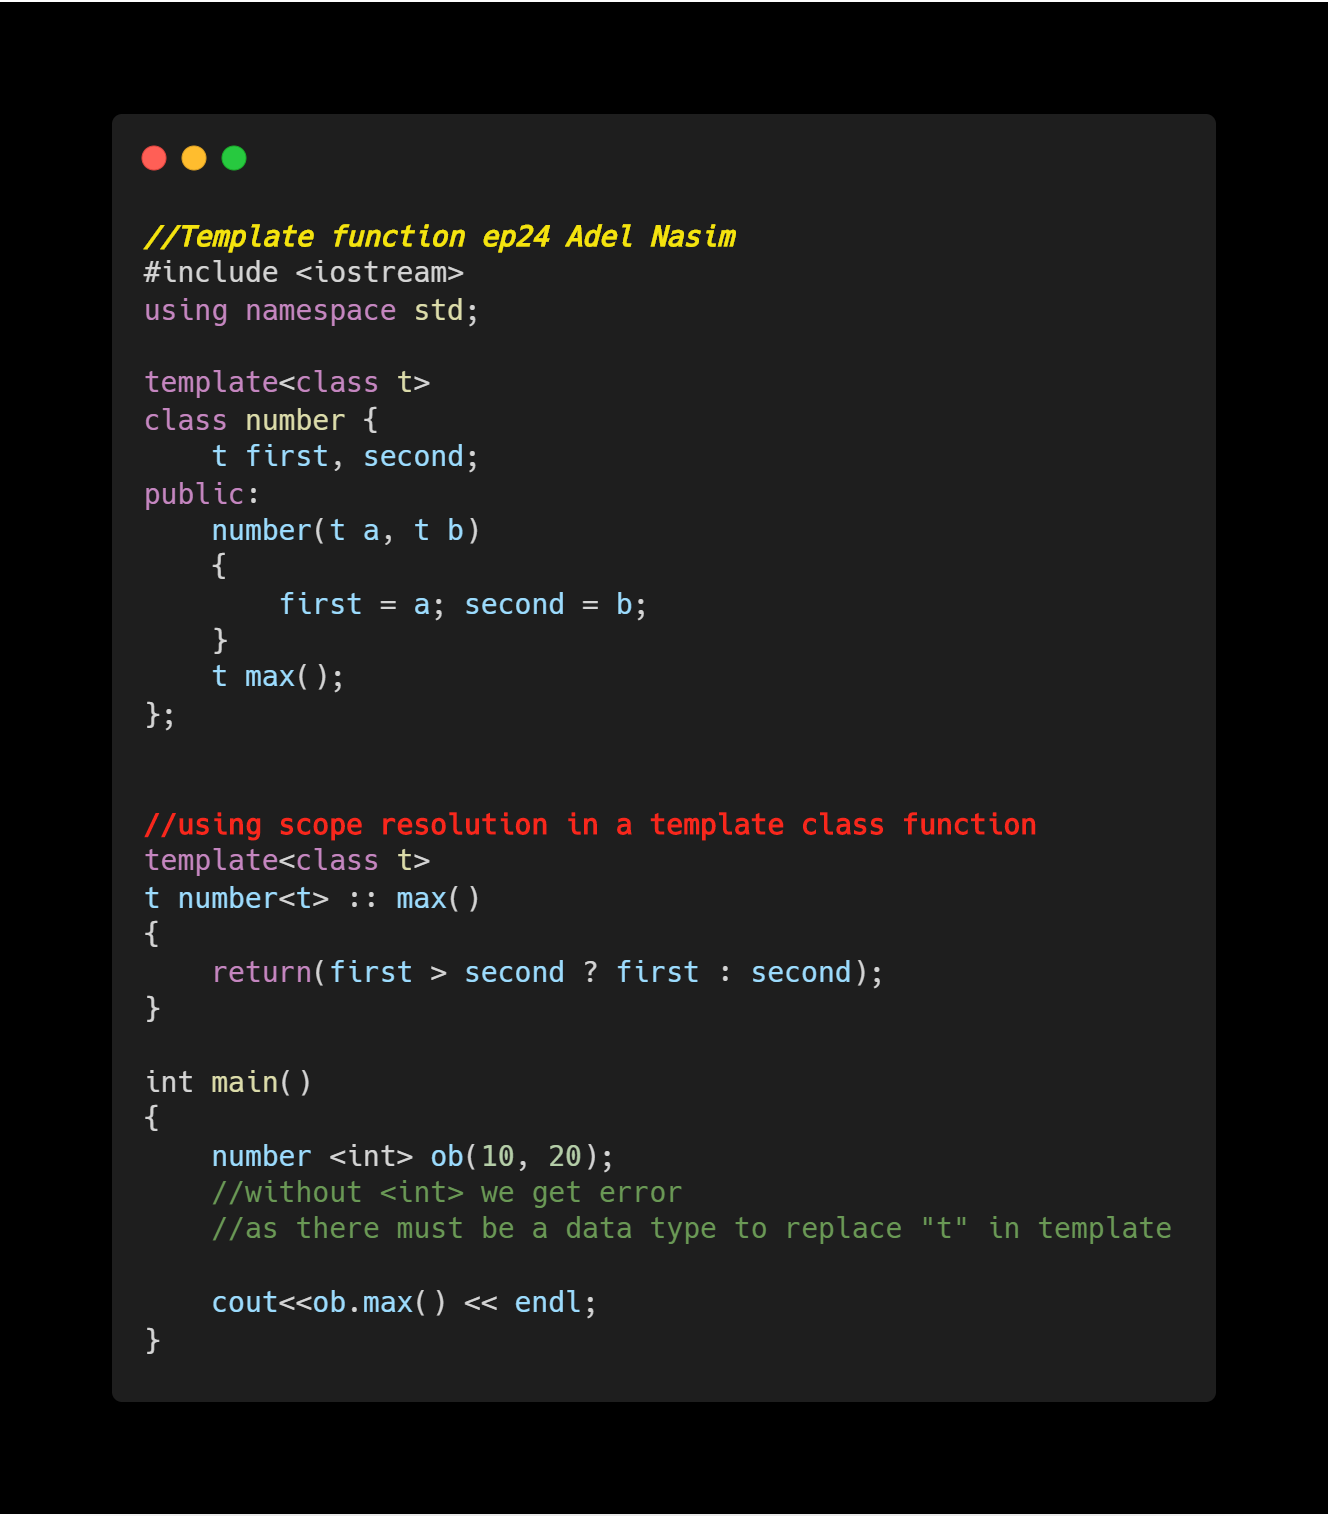 //Template function ep24 Adel Nasim
#include <iostream>
using namespace std;
template<class t>
class number {
    t first, second;
public:
    number(t a, t b)
    {
        first = a; second = b;
    }
    t max();
};
//using scope resolution in a template class function
template<class t>
t number<t> :: max()
{
    return(first > second ? first : second);
}
int main()
{
    number <int> ob(10, 20);
    //without <int> we get error
    //as there must be a data type to replace "t" in template
    cout<<ob.max() << endl;
}